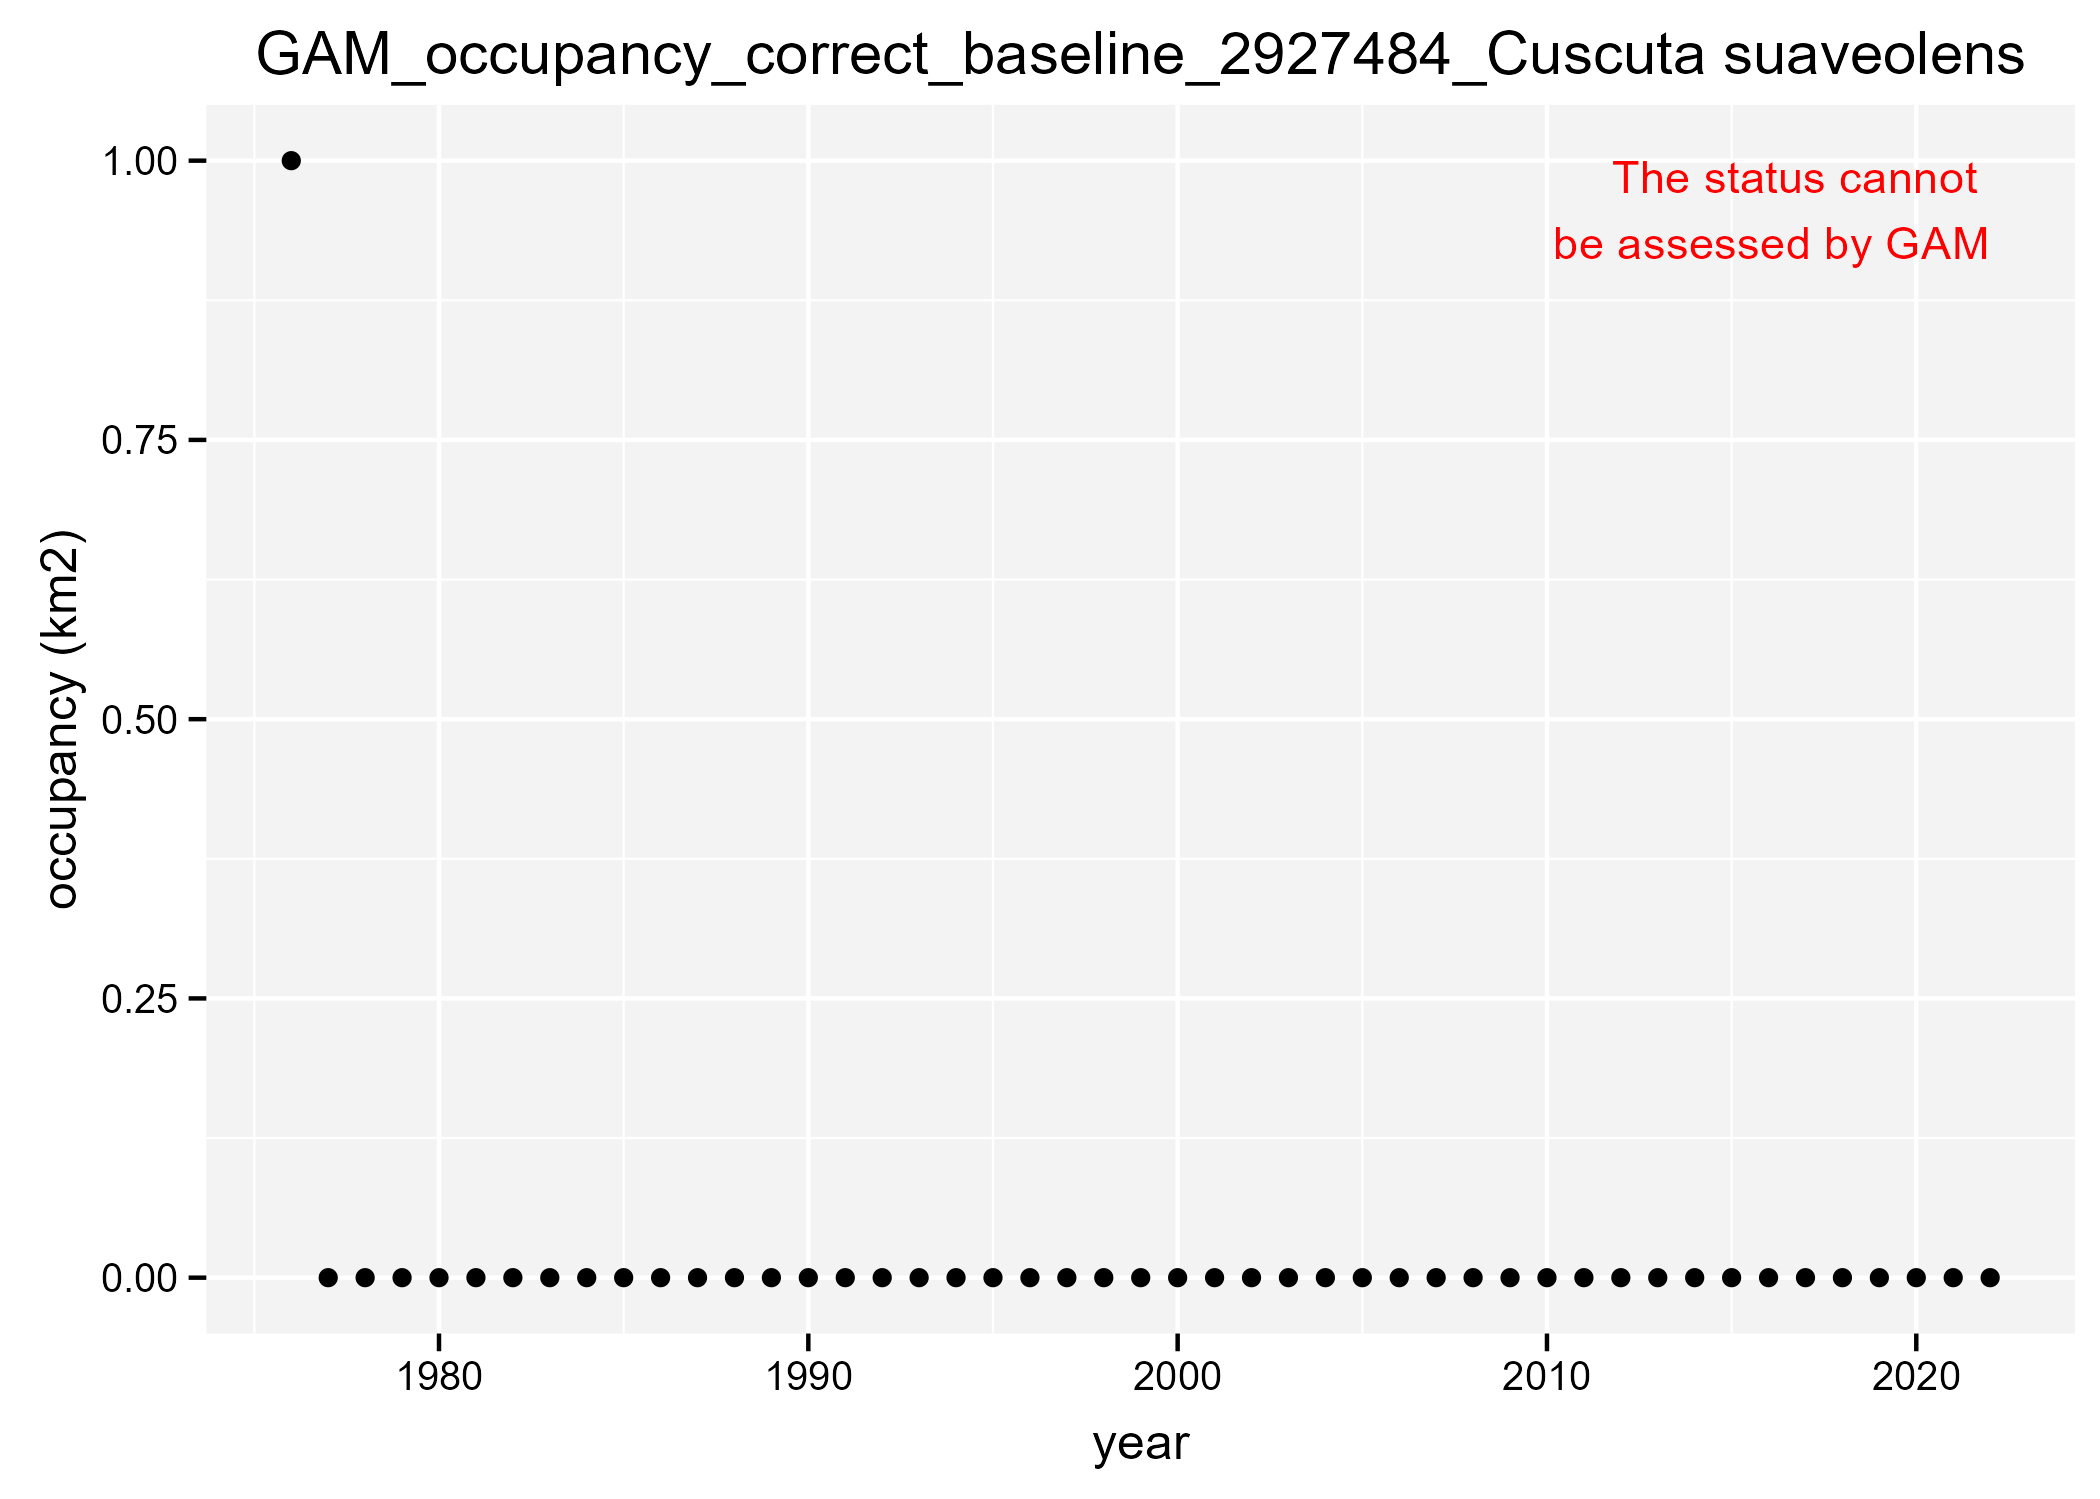 GAM_occupancy_correct_baseline_2927484_Cuscuta suaveolens
The status cannot
be assessed by GAM
1.00
0.75
0.50
0.25
0.00
occupancy (km2)
1980 1990 2000 2010 2020
year